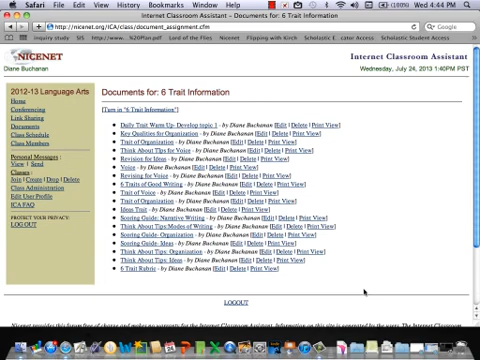 Safari File Edit View History Bookmarks Window Help
(100%) Wed 4:44 PM
Internet Classroom Assistant – Documents for: 6 Trait Information
http://nicenet.org/ICA/class/document_assignment.cfm
Google
Inquiry study SIS Lord of the Flies Nicenet Flipping with Kirch Scholastic E...cater Access Scholastic Student Access
NICENET
Internet Classroom Assistant
Diane Buchanan
Wednesday, July 24, 2013 1:40PM PST
2012-13 Language Arts
Home
Conferencing
Link Sharing
Documents
Class Schedule
Class Members
Personal Messages:
View | Send
Classes:
Join | Create | Drop | Delete
Class Administration
Edit User Profile
ICA FAQ
PROTECT YOUR PRIVACY:
LOG OUT
Documents for: 6 Trait Information
[Turn in "6 Trait Information"]
Daily Trait Warm Up- Develop topic 1 - by Diane Buchanan [Edit | Delete | Print View]
Key Qualities for Organization - by Diane Buchanan [Edit | Delete | Print View]
Trait of Organization - by Diane Buchanan [Edit | Delete | Print View]
Think About TIps for Voice - by Diane Buchanan [Edit | Delete | Print View]
Revision for Ideas - by Diane Buchanan [Edit | Delete | Print View]
Voice - by Diane Buchanan [Edit | Delete | Print View]
Revising for Voice - by Diane Buchanan [Edit | Delete | Print View]
6 Traits of Good Writing - by Diane Buchanan [Edit | Delete | Print View]
Trait of Voice - by Diane Buchanan [Edit | Delete | Print View]
Trait of Organization - by Diane Buchanan [Edit | Delete | Print View]
Ideas Trait - by Diane Buchanan [Edit | Delete | Print View]
Scoring Guide: Narrative Writing - by Diane Buchanan [Edit | Delete | Print View]
Think About Tips:Modes of Writing - by Diane Buchanan [Edit | Delete | Print View]
Scoring Guide- Organization - by Diane Buchanan [Edit | Delete | Print View]
Scoring Guide- Ideas - by Diane Buchanan [Edit | Delete | Print View]
Think About Tips: Organization - by Diane Buchanan [Edit | Delete | Print View]
Think About Tips: Ideas - by Diane Buchanan [Edit | Delete | Print View]
6 Trait Rubric - by Diane Buchanan [Edit | Delete | Print View]
LOGOUT